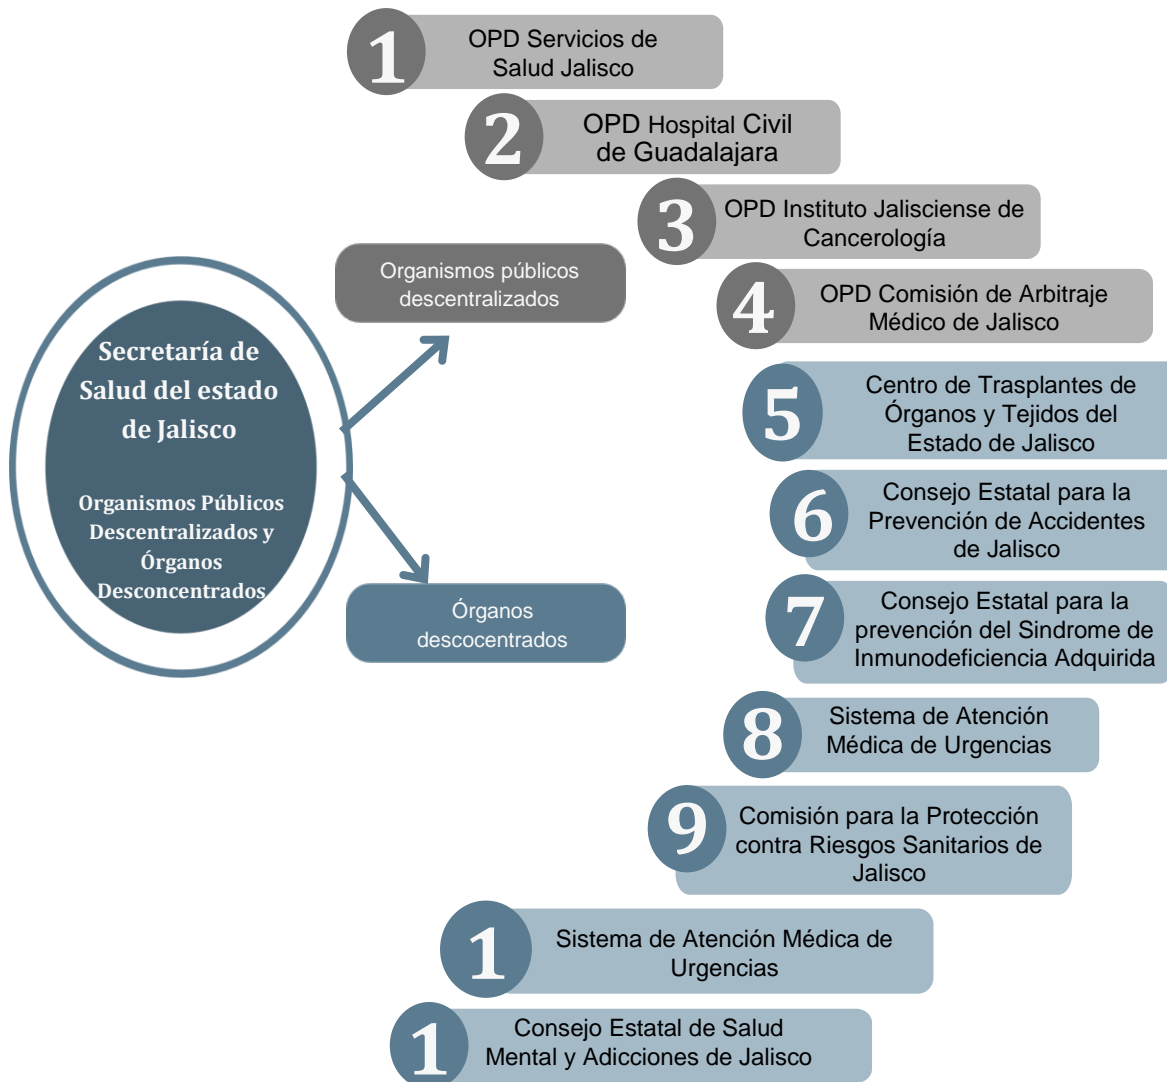 1
OPD Servicios de
Salud Jalisco
2
OPD Hospital Civil
de Guadalajara
3
OPD Instituto Jalisciense de
Cancerología
4
OPD Comisión de Arbitraje
Médico de Jalisco
Organismos públicos
descentralizados
Secretaría de
Salud del estado
de Jalisco
Organismos Públicos
Descentralizados y
Órganos
Desconcentrados
Órganos
descocentrados
5
Centro de Trasplantes de
Órganos y Tejidos del
Estado de Jalisco
6
Consejo Estatal para la
Prevención de Accidentes
de Jalisco
7
Consejo Estatal para la
prevención del Sindrome de
Inmunodeficiencia Adquirida
8
Sistema de Atención
Médica de Urgencias
9
Comisión para la Protección
contra Riesgos Sanitarios de
Jalisco
1
Sistema de Atención Médica de
Urgencias
1
Consejo Estatal de Salud
Mental y Adicciones de Jalisco